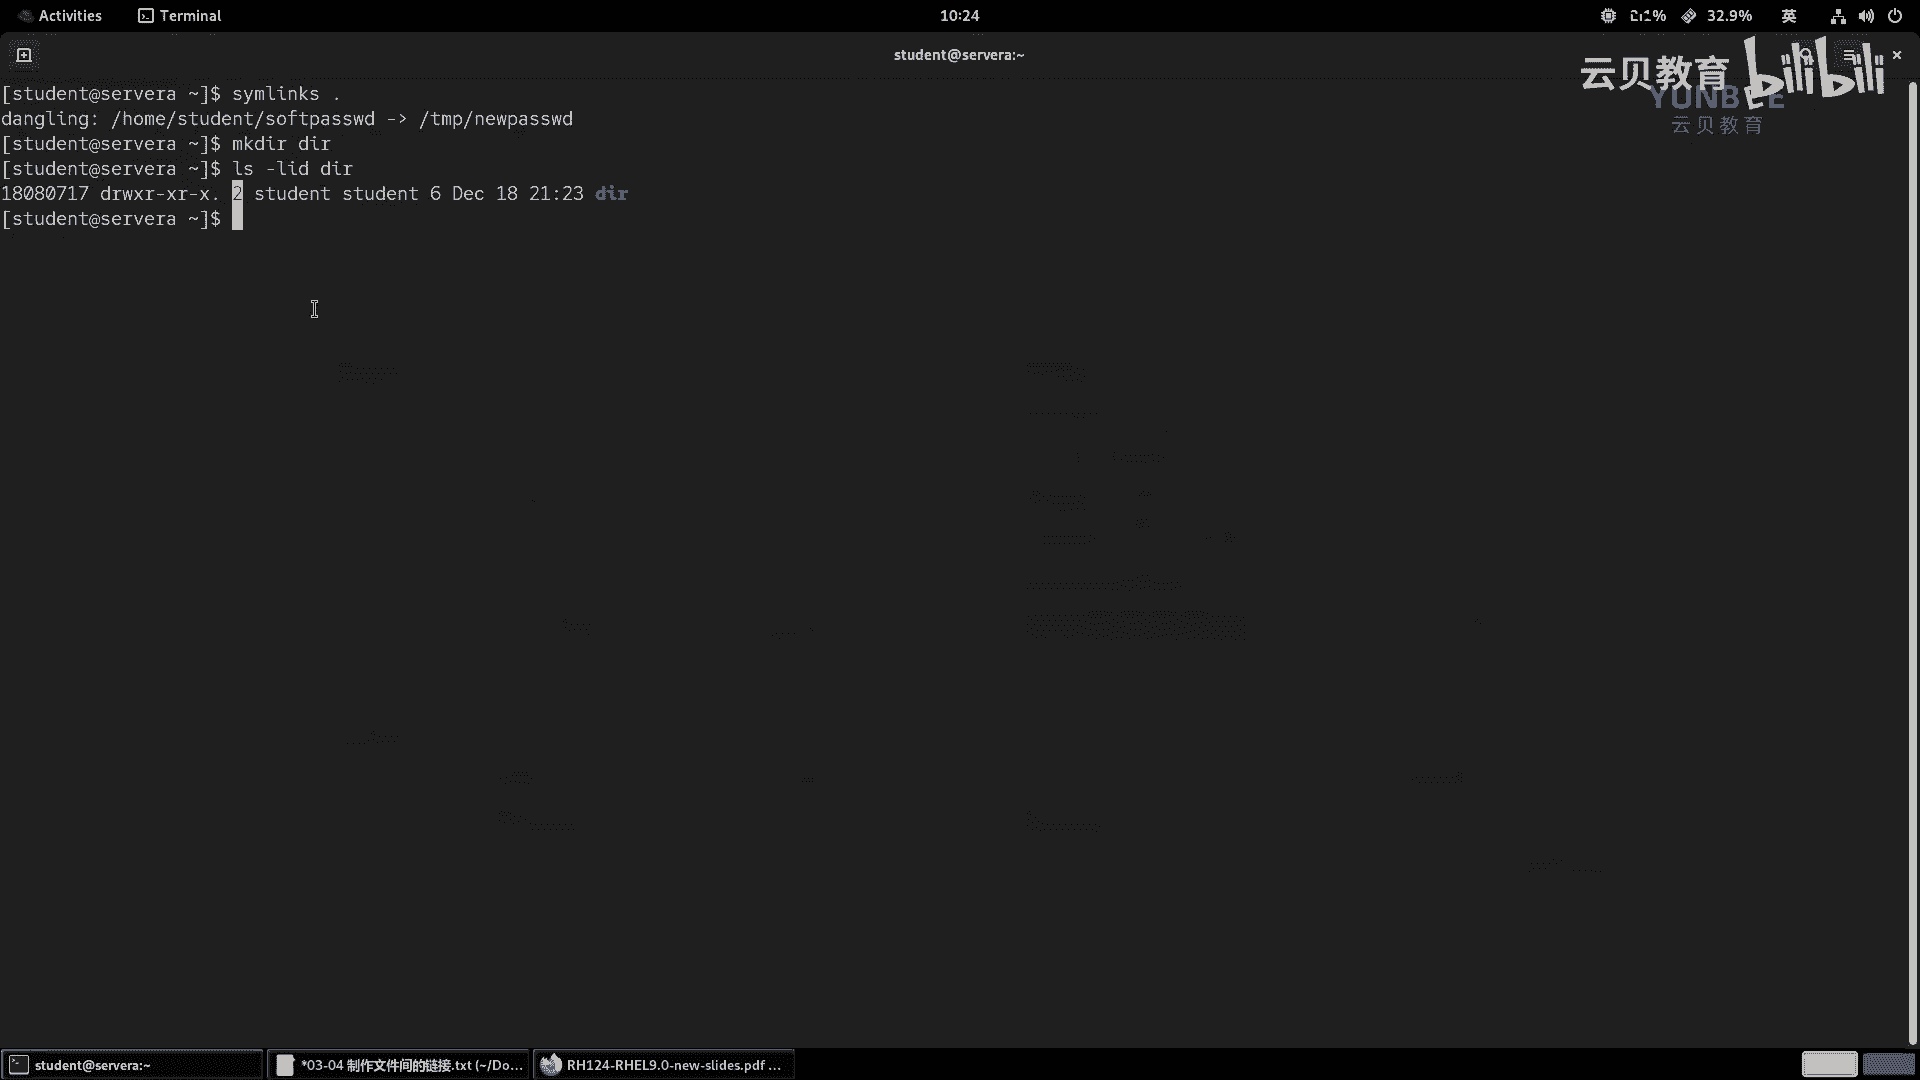 Activities Terminal 10:24 32.9% 英
student@servera:~
云贝教育 bilibili
YUNBEE
云贝教育
[student@servera ~]$ symlinks .
dangling: /home/student/softpasswd -> /tmp/newpasswd
[student@servera ~]$ mkdir dir
[student@servera ~]$ ls -lid dir
18080717 drwxr-xr-x. 2 student student 6 Dec 18 21:23 dir
[student@servera ~]$
student@servera:~ *03-04 制作文件间的链接.txt (~/Do... RH124-RHEL9.0-new-slides.pdf ...